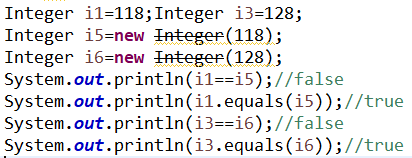 Integer i1=118;Integer i3=128;
Integer i5=new Integer(118);
Integer i6=new Integer(128);
System.out.println(i1==i5);//false
System.out.println(i1.equals(i5));//true
System.out.println(i3==i6);//false
System.out.println(i3.equals(i6));//true